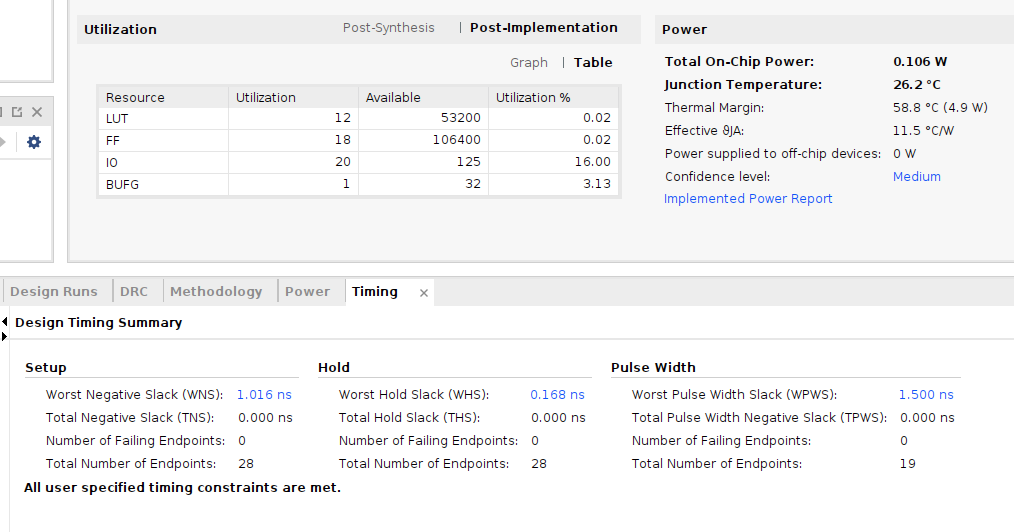 Utilization Post-Synthesis | Post-Implementation
Graph | Table
Resource Utilization Available Utilization %
LUT 12 53200 0.02
FF 18 106400 0.02
IO 20 125 16.00
BUFG 1 32 3.13
Power
Total On-Chip Power: 0.106 W
Junction Temperature: 26.2 °C
Thermal Margin: 58.8 °C (4.9 W)
Effective ϑJA: 11.5 °C/W
Power supplied to off-chip devices: 0 W
Confidence level: Medium
Implemented Power Report
Design Runs DRC Methodology Power Timing
Design Timing Summary
Setup
Worst Negative Slack (WNS): 1.016 ns
Total Negative Slack (TNS): 0.000 ns
Number of Failing Endpoints: 0
Total Number of Endpoints: 28
Hold
Worst Hold Slack (WHS): 0.168 ns
Total Hold Slack (THS): 0.000 ns
Number of Failing Endpoints: 0
Total Number of Endpoints: 28
Pulse Width
Worst Pulse Width Slack (WPWS): 1.500 ns
Total Pulse Width Negative Slack (TPWS): 0.000 ns
Number of Failing Endpoints: 0
Total Number of Endpoints: 19
All user specified timing constraints are met.